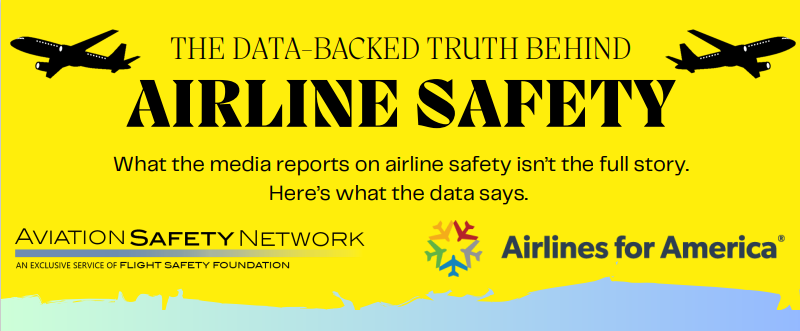 THE DATA-BACKED TRUTH BEHIND
AIRLINE SAFETY
What the media reports on airline safety isn't the full story.
Here's what the data says.
AVIATION SAFETY NETWORK
AN EXCLUSIVE SERVICE OF FLIGHT SAFETY FOUNDATION
Airlines for America®